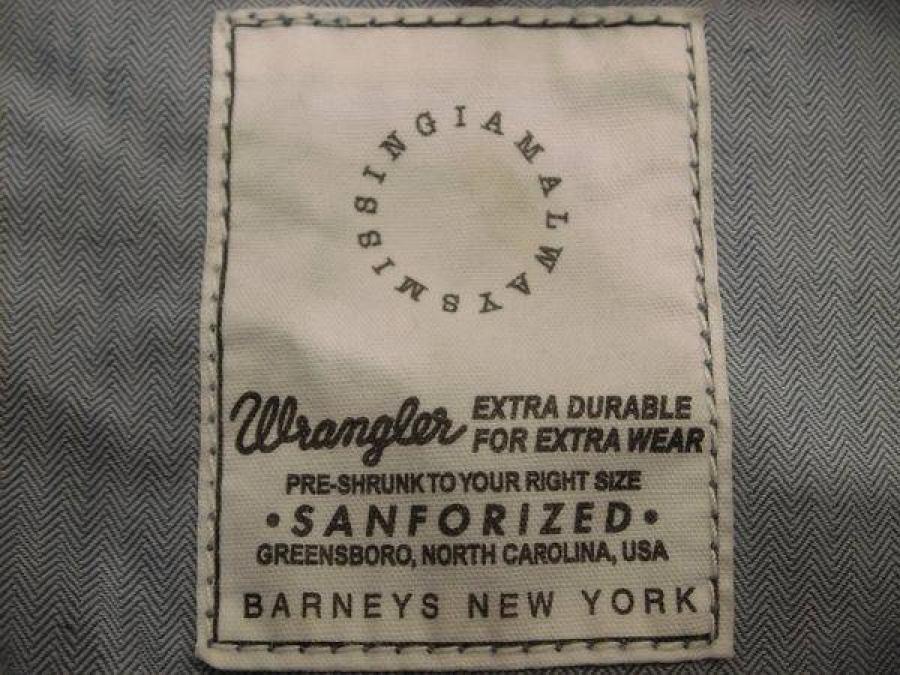 IAMALWAYSMISSING
Wrangler EXTRA DURABLE
FOR EXTRA WEAR
PRE-SHRUNK TO YOUR RIGHT SIZE
•SANFORIZED•
GREENSBORO, NORTH CAROLINA, USA
BARNEYS NEW YORK